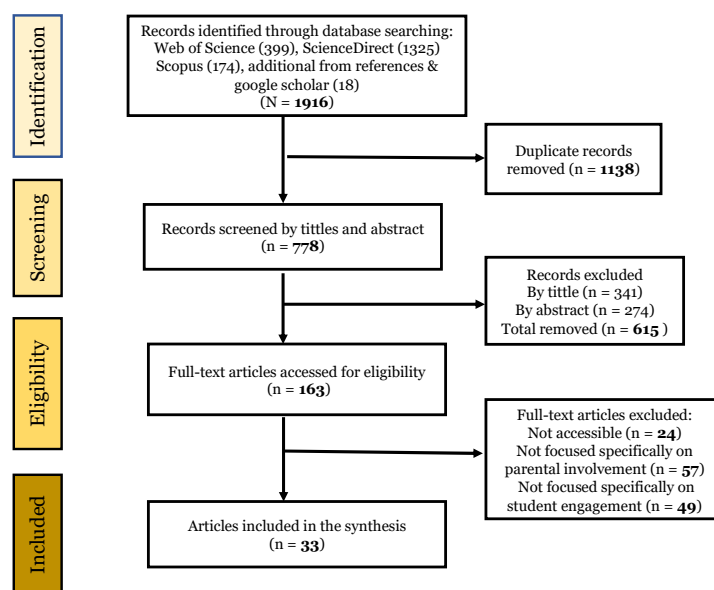 Identification
Records identified through database searching:
Web of Science (399), ScienceDirect (1325)
Scopus (174), additional from references &
google scholar (18)
(N = 1916)
Duplicate records
removed (n = 1138)
Screening
Records screened by tittles and abstract
(n = 778)
Records excluded
By tittle (n = 341)
By abstract (n = 274)
Total removed (n = 615 )
Eligibility
Full-text articles accessed for eligibility
(n = 163)
Full-text articles excluded:
Not accessible (n = 24)
Not focused specifically on
parental involvement (n = 57)
Not focused specifically on
student engagement (n = 49)
Included
Articles included in the synthesis
(n = 33)